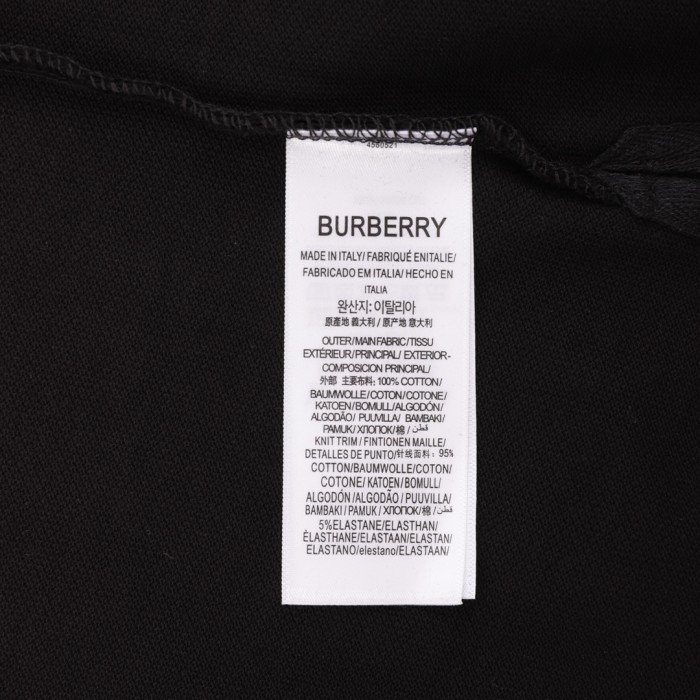 4560521
BURBERRY
MADE IN ITALY/ FABRIQUÉ ENITALIE/
FABRICADO EM ITALIA/ HECHO EN
ITALIA
완산지: 이탈리아
原產地 義大利 / 原产地 意大利
OUTER/MAIN FABRIC/TISSU
EXTÉRIEUR/PRINCIPAL/ EXTERIOR-
COMPOSICION PRINCIPAL/
外部 主要布料: 100% COTTON/
BAUMWOLLE/COTON/COTONE/
KATOEN/BOMULL/ALGODÓN/
ALGODÃO/ PUUVILLA/ BAMBAKI/
PAMUK/ХЛОПОК/棉/ قطن/
KNIT TRIM / FINTIONEN MAILLE/
DETALLES DE PUNTO/针线面料: 95%
COTTON/BAUMWOLLE/COTON/
COTONE/ KATOEN/BOMULL/
ALGODÓN/ALGODÃO/ PUUVILLA/
BAMBAKI / PAMUK / ХЛОПОК/ 棉/ قطن/
5%ELASTANE/ELASTHAN/
ÈLASTHANE/ELASTAAN/ELASTAN/
ELASTANO/elestano/ELASTAAN/